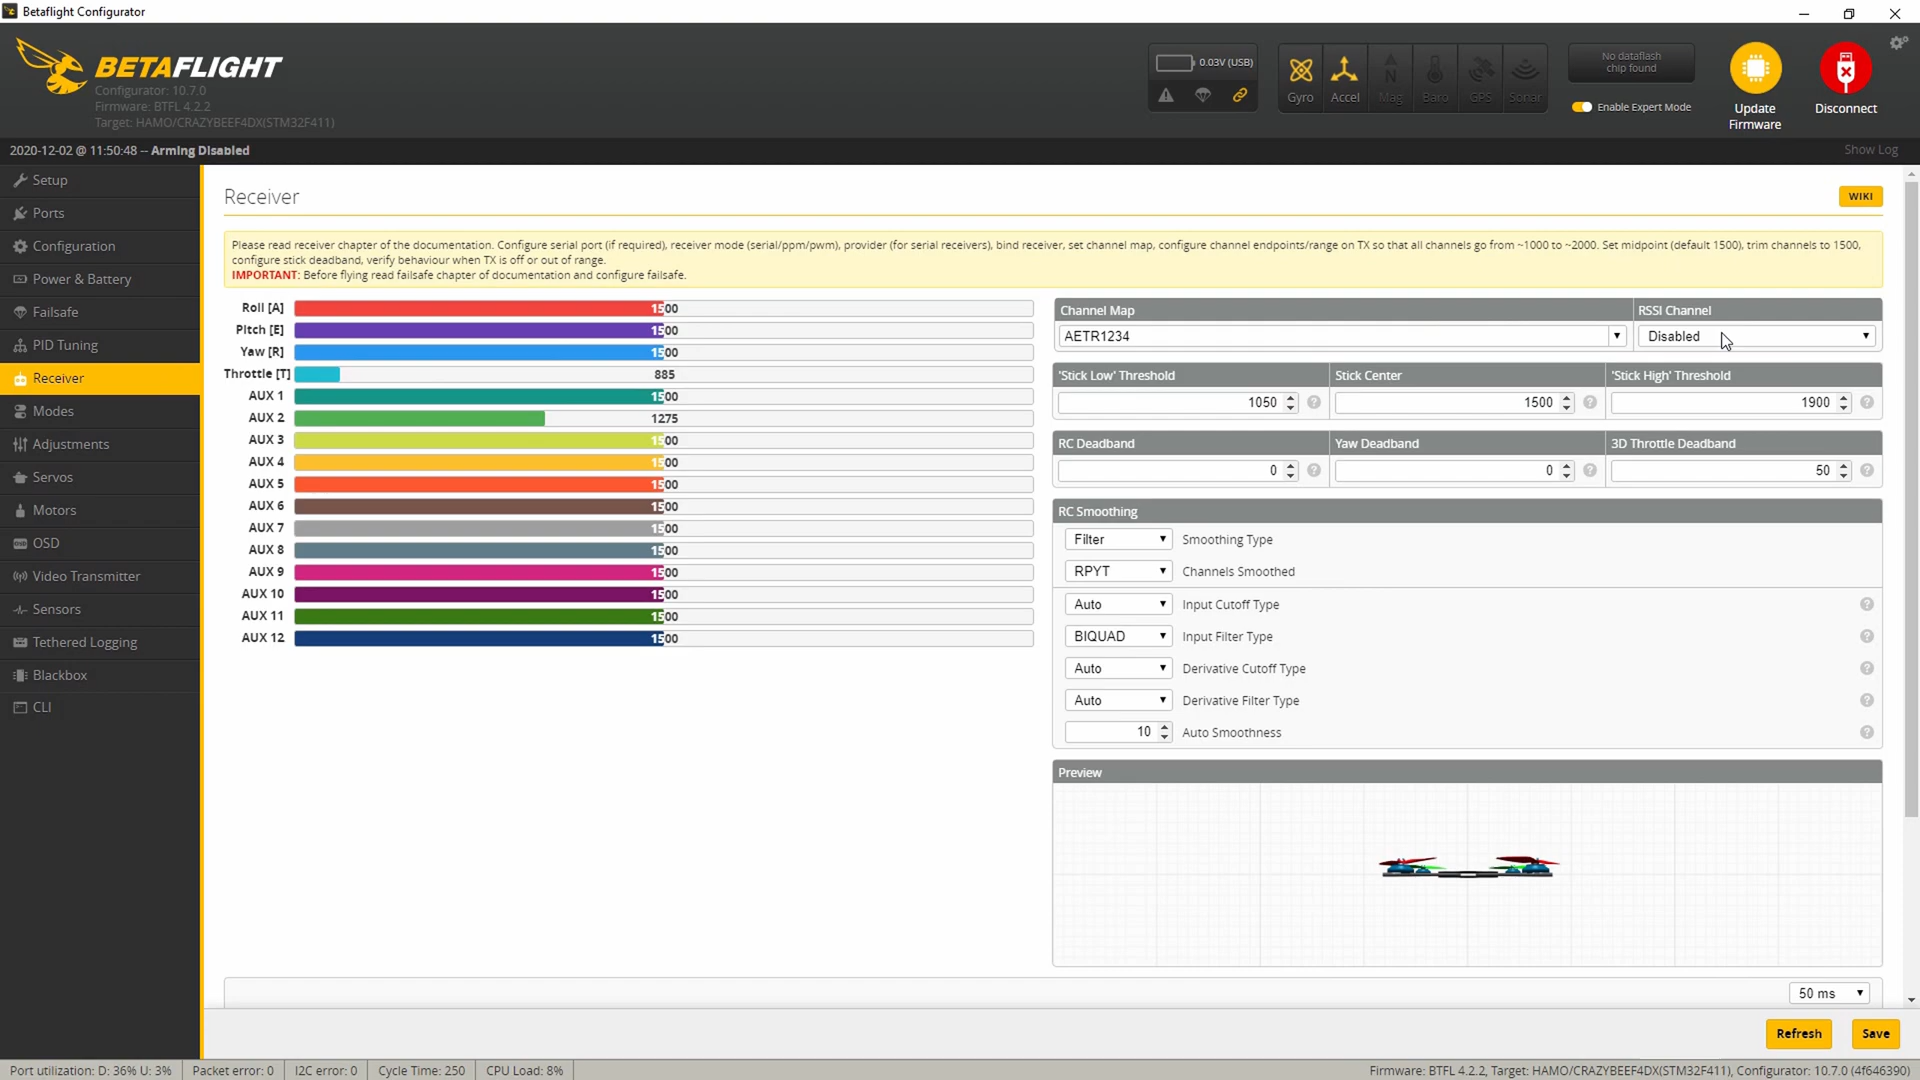 Betaflight Configurator
BETAFLIGHT
Configurator: 10.7.0
Firmware: BTFL 4.2.2
Target: HAMO/CRAZYBEEF4DX(STM32F411)
0.03V (USB)
Gyro
Accel
Mag
Baro
GPS
Sonar
No dataflash
chip found
Enable Expert Mode
Update
Firmware
Disconnect
2020-12-02 @ 11:50:48 -- Arming Disabled
Show Log
Setup
Ports
Configuration
Power & Battery
Failsafe
PID Tuning
Receiver
Modes
Adjustments
Servos
Motors
OSD
Video Transmitter
Sensors
Tethered Logging
Blackbox
CLI
Receiver
WIKI
Please read receiver chapter of the documentation. Configure serial port (if required), receiver mode (serial/ppm/pwm), provider (for serial receivers), bind receiver, set channel map, configure channel endpoints/range on TX so that all channels go from ~1000 to ~2000. Set midpoint (default 1500), trim channels to 1500,
configure stick deadband, verify behaviour when TX is off or out of range.
IMPORTANT: Before flying read failsafe chapter of documentation and configure failsafe.
Roll [A] 1500
Pitch [E] 1500
Yaw [R] 1500
Throttle [T] 885
AUX 1 1500
AUX 2 1275
AUX 3 1500
AUX 4 1500
AUX 5 1500
AUX 6 1500
AUX 7 1500
AUX 8 1500
AUX 9 1500
AUX 10 1500
AUX 11 1500
AUX 12 1500
Channel Map
AETR1234
RSSI Channel
Disabled
'Stick Low' Threshold
1050
Stick Center
1500
'Stick High' Threshold
1900
RC Deadband
0
Yaw Deadband
0
3D Throttle Deadband
50
RC Smoothing
Filter Smoothing Type
RPYT Channels Smoothed
Auto Input Cutoff Type
BIQUAD Input Filter Type
Auto Derivative Cutoff Type
Auto Derivative Filter Type
10 Auto Smoothness
Preview
50 ms
Refresh
Save
Port utilization: D: 36% U: 3%
Packet error: 0
I2C error: 0
Cycle Time: 250
CPU Load: 8%
Firmware: BTFL 4.2.2, Target: HAMO/CRAZYBEEF4DX(STM32F411), Configurator: 10.7.0 (4f646390)